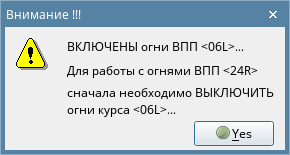 Внимание !!!
ВКЛЮЧЕНЫ огни ВПП <06L>...
Для работы с огнями ВПП <24R>
сначала необходимо ВЫКЛЮЧИТЬ
огни курса <06L>...
Yes